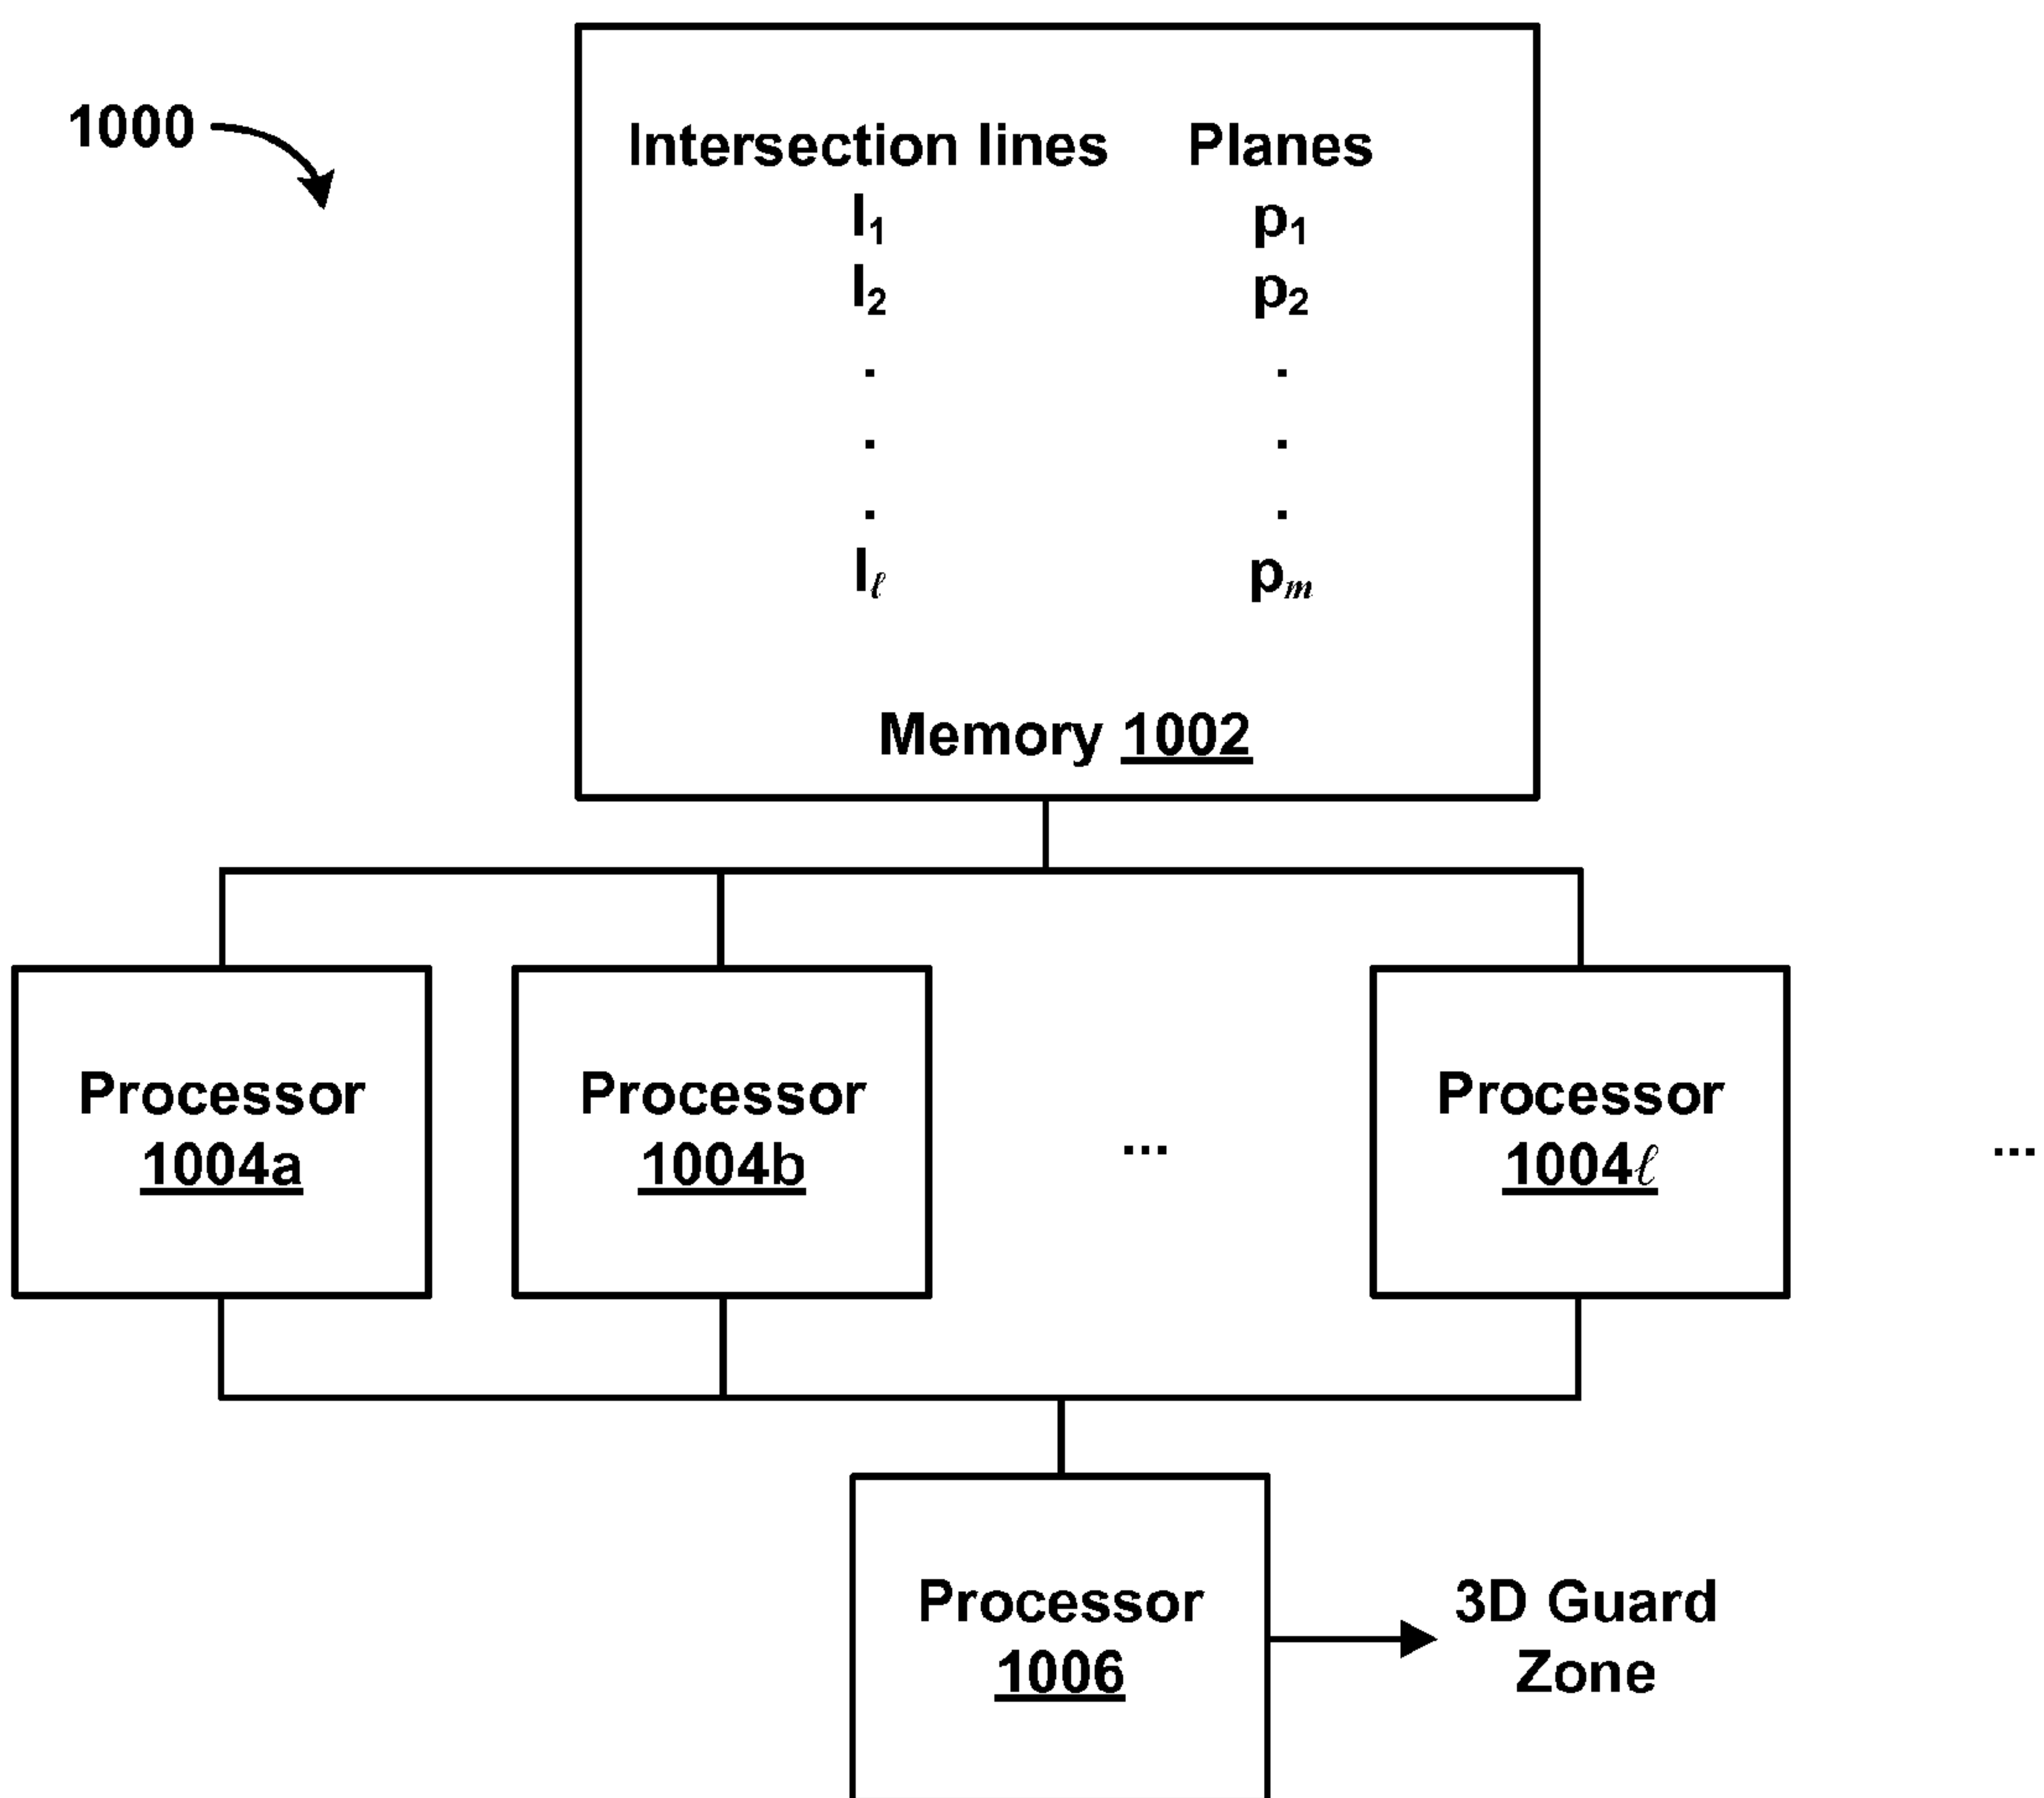 1000
Intersection lines Planes
l₁ p₁
l₂ p₂
. .
. .
. .
lℓ pm
Memory 1002
Processor
1004a
Processor
1004b
...
Processor
1004ℓ
...
Processor
1006
3D Guard
Zone